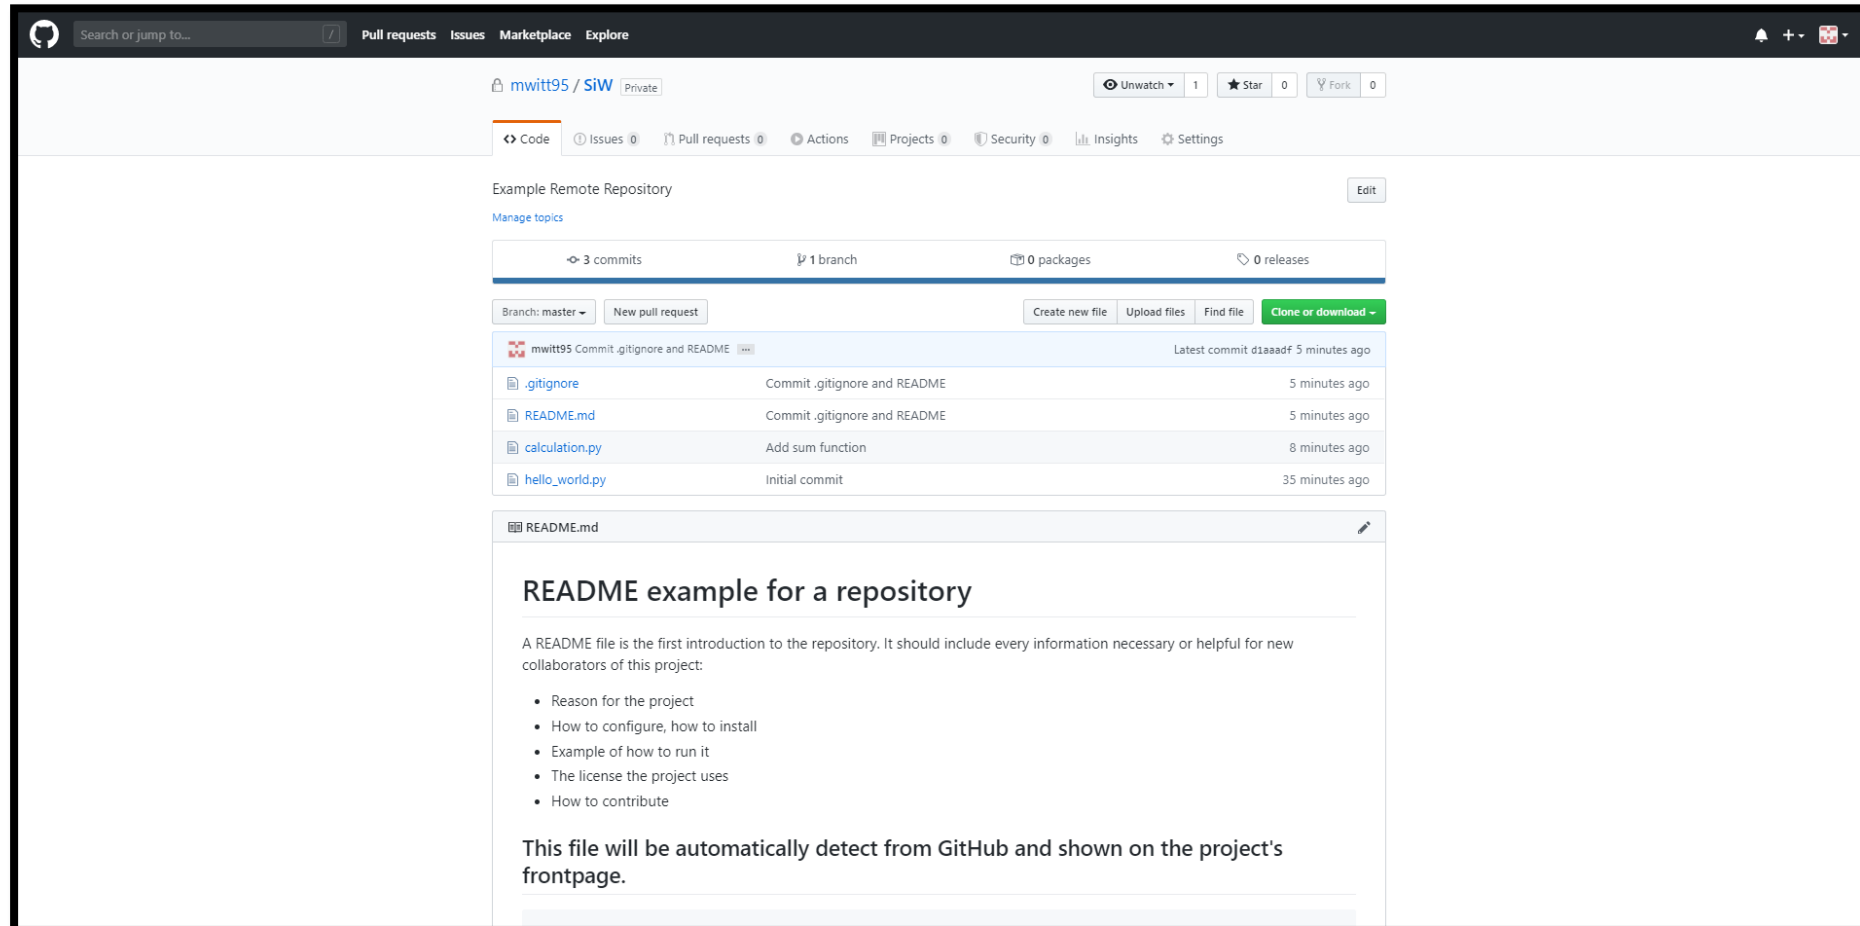 Search or jump to... /
Pull requests Issues Marketplace Explore
mwitt95 / SiW Private
Unwatch 1 Star 0 Fork 0
Code Issues 0 Pull requests 0 Actions Projects 0 Security 0 Insights Settings
Example Remote Repository Edit
Manage topics
3 commits 1 branch 0 packages 0 releases
Branch: master New pull request Create new file Upload files Find file Clone or download
mwitt95 Commit .gitignore and README ... Latest commit d1aaadf 5 minutes ago
.gitignore Commit .gitignore and README 5 minutes ago
README.md Commit .gitignore and README 5 minutes ago
calculation.py Add sum function 8 minutes ago
hello_world.py Initial commit 35 minutes ago
README.md
README example for a repository
A README file is the first introduction to the repository. It should include every information necessary or helpful for new
collaborators of this project:
• Reason for the project
• How to configure, how to install
• Example of how to run it
• The license the project uses
• How to contribute
This file will be automatically detect from GitHub and shown on the project's
frontpage.